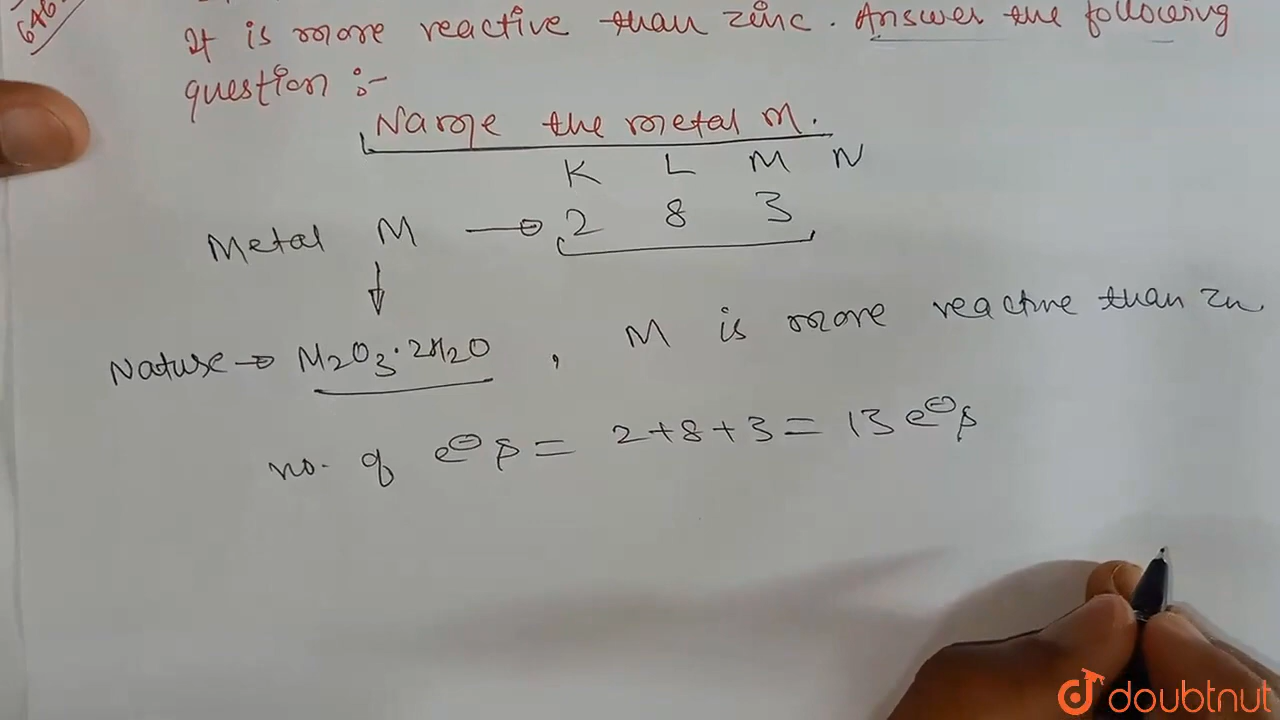 646
It is more reactive than zinc. Answer the following
question :-
Name the metal M.
K L M N
Metal M → 2 8 3
Nature → M2O3.2H2O , M is more reactive than Zn
no. of e⊖s = 2+8+3 = 13 e⊖s
doubtnut